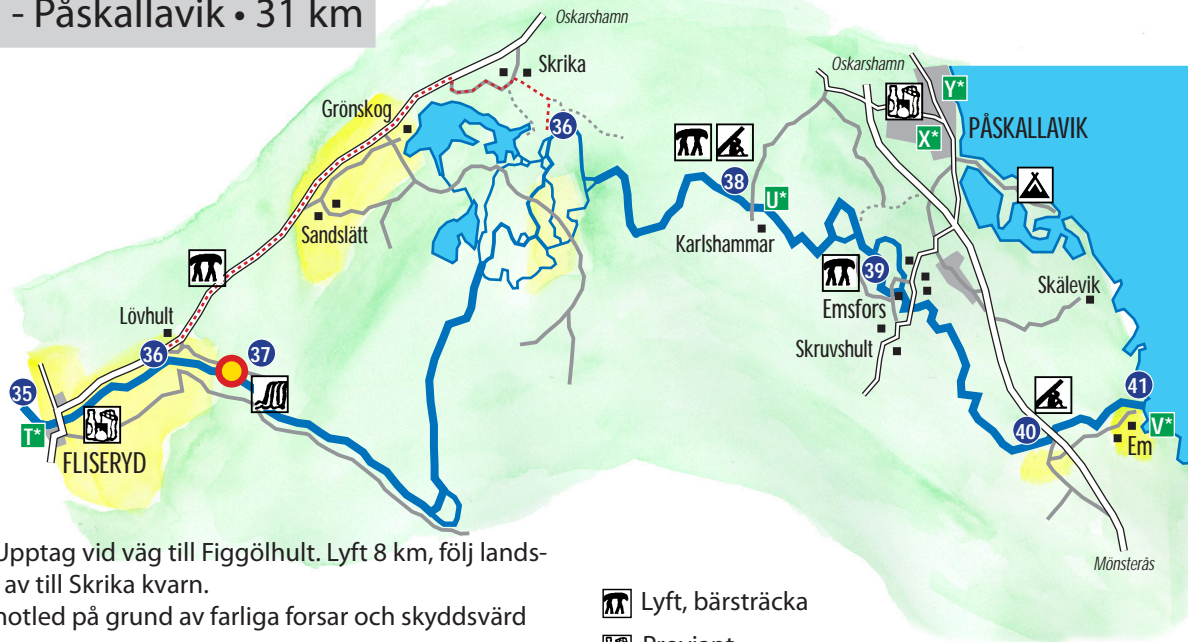 - Påskallavik • 31 km
Oskarshamn
Skrika
Oskarshamn
Y*
Grönskog
36
X*
PÅSKALLAVIK
38
U*
Sandslätt
Karlshammar
39
Skälevik
Lövhult
Emsfors
36
37
Skruvshult
35
41
T*
40
V*
Em
FLISERYD
Mönsterås
Upptag vid väg till Figgölhult. Lyft 8 km, följ lands-
av till Skrika kvarn.
notled på grund av farliga forsar och skyddsvärd
Lyft, bärsträcka
Proviant